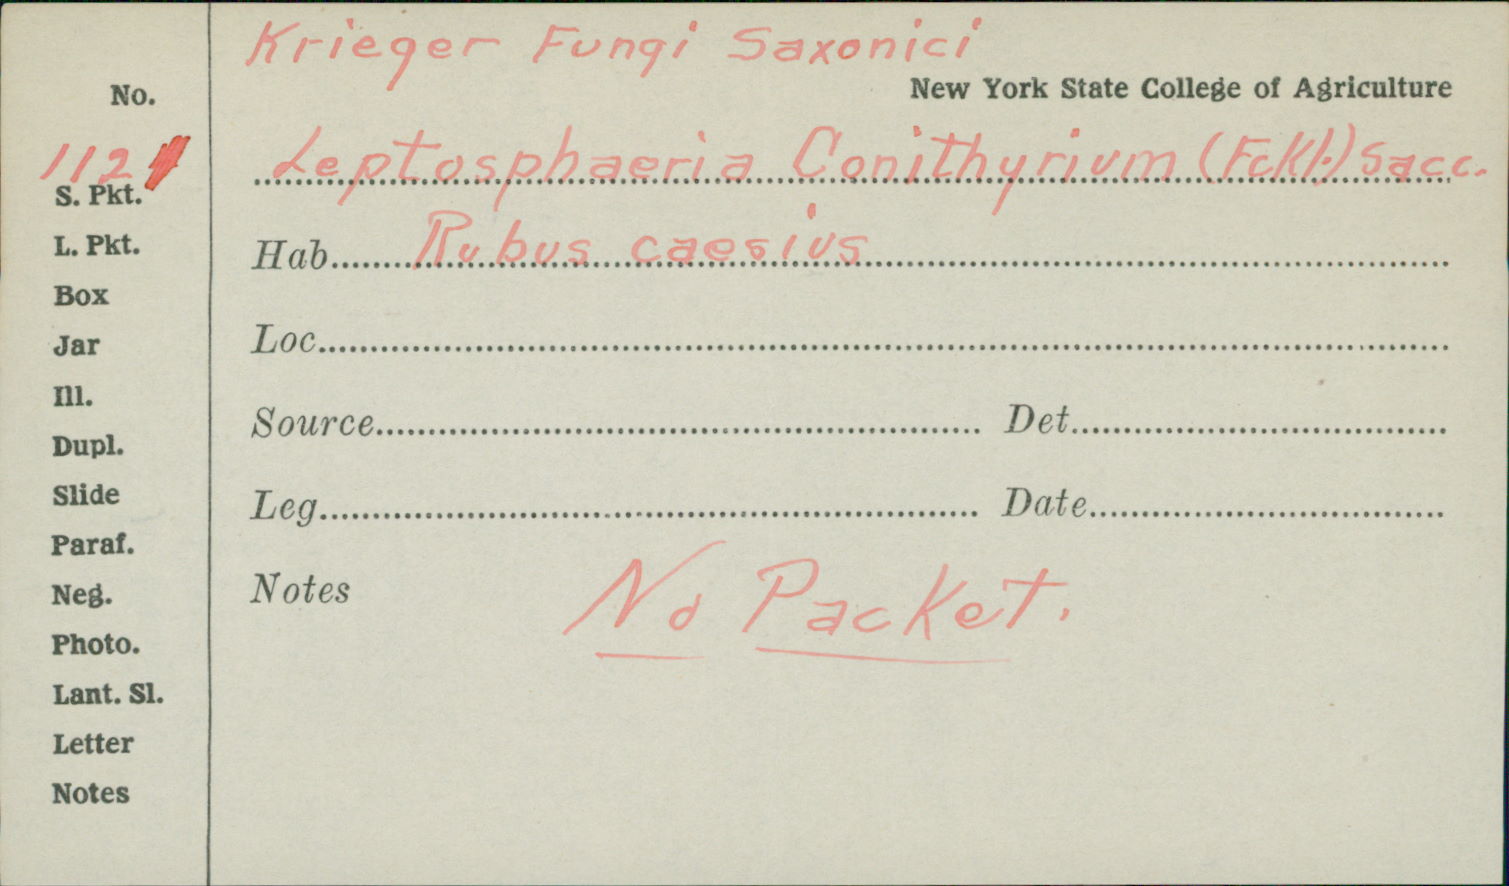 Krieger Fungi Saxonici
New York State College of Agriculture
No.
1124
Leptosphaeria Conithyrium (Fckl.) Sacc.
S. Pkt.
L. Pkt.
Hab. Rubus caesius
Box
Jar
Loc.
Ill.
Dupl.
Source Det.
Slide
Leg. Date
Paraf.
Neg.
Notes No Packet.
Photo.
Lant. Sl.
Letter
Notes